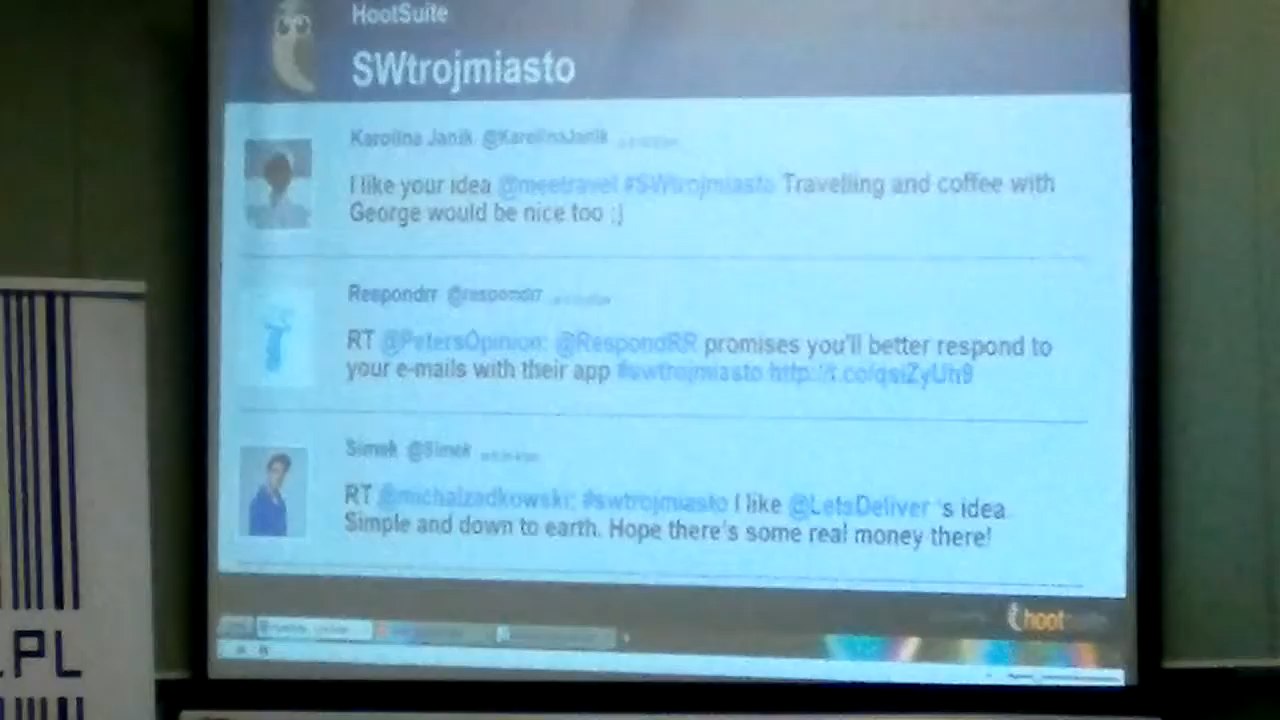 HootSuite
SWtrojmiasto
Karolina Janik @KarolinaJanik
I like your idea @meetravel #SWtrojmiasto Travelling and coffee with
George would be nice too :)
Respondrr @respondrr
RT @PetersOpinion: @RespondRR promises you'll better respond to
your e-mails with their app #swtrojmiasto http://t.co/qsiZyUh9
Simek @Simek
RT @michalzadkowski: #swtrojmiasto I like @LetsDeliver 's idea.
Simple and down to earth. Hope there's some real money there!
hoot
.PL